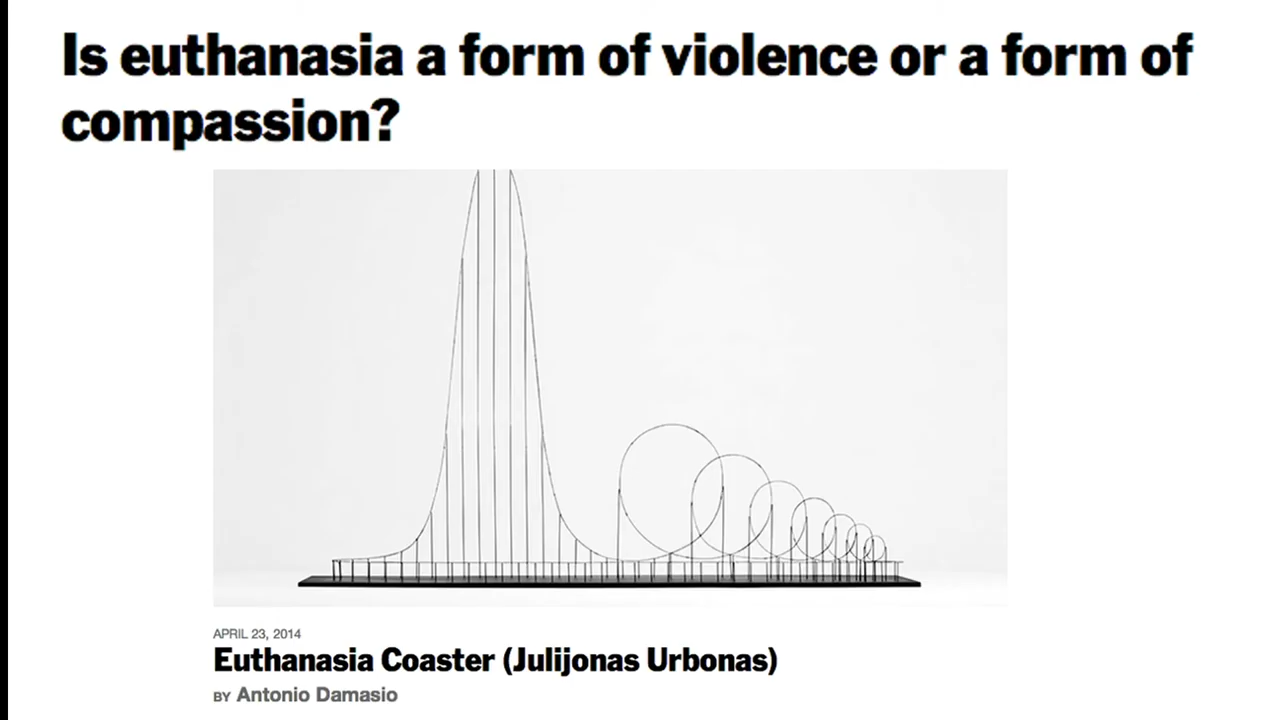 Is euthanasia a form of violence or a form of
compassion?
APRIL 23, 2014
Euthanasia Coaster (Julijonas Urbonas)
BY Antonio Damasio